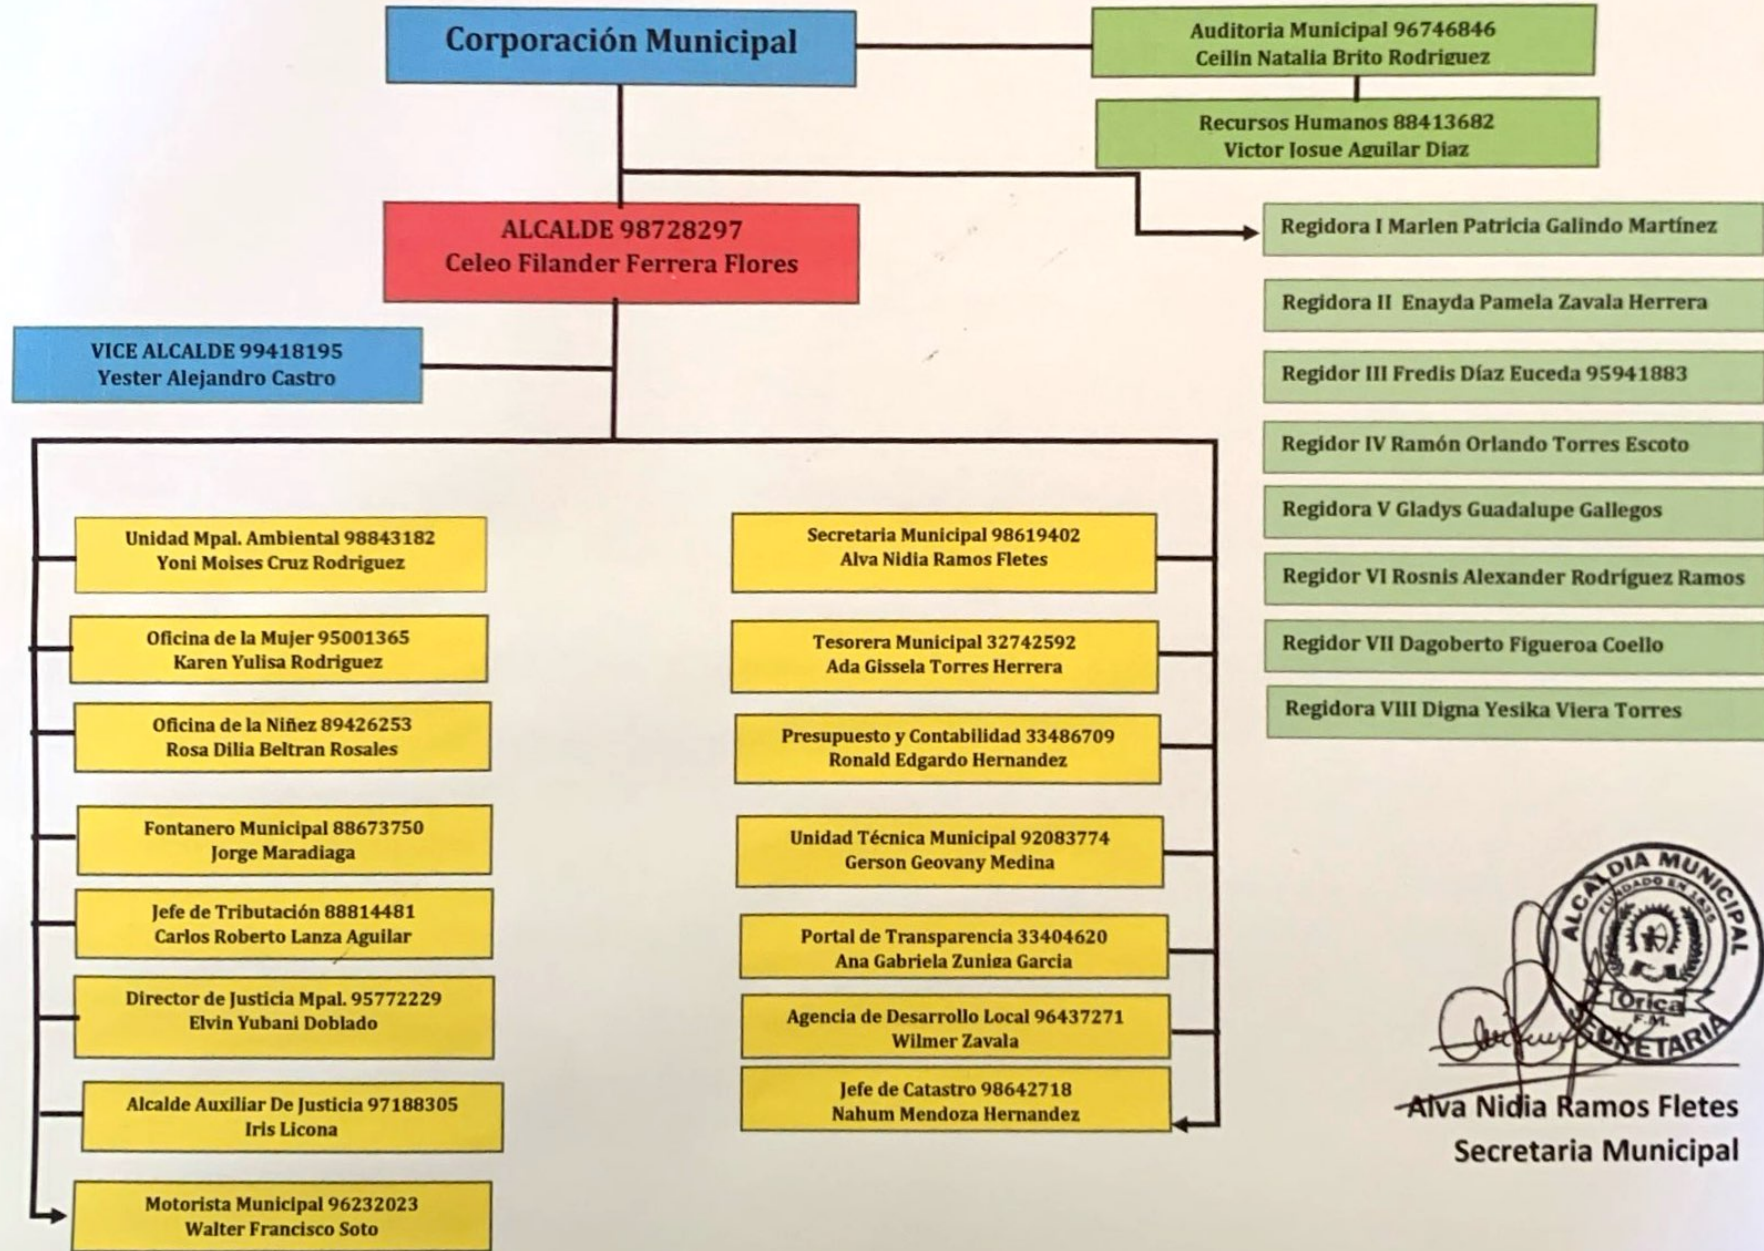 Corporación Municipal
Auditoria Municipal 96746846
Ceilin Natalia Brito Rodriguez
Recursos Humanos 88413682
Victor Josue Aguilar Diaz
ALCALDE 98728297
Celeo Filander Ferrera Flores
VICE ALCALDE 99418195
Yester Alejandro Castro
Regidora I Marlen Patricia Galindo Martínez
Regidora II Enayda Pamela Zavala Herrera
Regidor III Fredis Díaz Euceda 95941883
Regidor IV Ramón Orlando Torres Escoto
Regidora V Gladys Guadalupe Gallegos
Regidor VI Rosnis Alexander Rodríguez Ramos
Regidor VII Dagoberto Figueroa Coello
Regidora VIII Digna Yesika Viera Torres
Unidad Mpal. Ambiental 98843182
Yoni Moises Cruz Rodriguez
Oficina de la Mujer 95001365
Karen Yulisa Rodriguez
Oficina de la Niñez 89426253
Rosa Dilia Beltran Rosales
Fontanero Municipal 88673750
Jorge Maradiaga
Jefe de Tributación 88814481
Carlos Roberto Lanza Aguilar
Director de Justicia Mpal. 95772229
Elvin Yubani Doblado
Alcalde Auxiliar De Justicia 97188305
Iris Licona
Motorista Municipal 96232023
Walter Francisco Soto
Secretaria Municipal 98619402
Alva Nidia Ramos Fletes
Tesorera Municipal 32742592
Ada Gissela Torres Herrera
Presupuesto y Contabilidad 33486709
Ronald Edgardo Hernandez
Unidad Técnica Municipal 92083774
Gerson Geovany Medina
Portal de Transparencia 33404620
Ana Gabriela Zuniga Garcia
Agencia de Desarrollo Local 96437271
Wilmer Zavala
Jefe de Catastro 98642718
Nahum Mendoza Hernandez
ALCALDIA MUNICIPAL
FUNDADO EN
Orica
F.M.
SECRETARIA
Alva Nidia Ramos Fletes
Secretaria Municipal